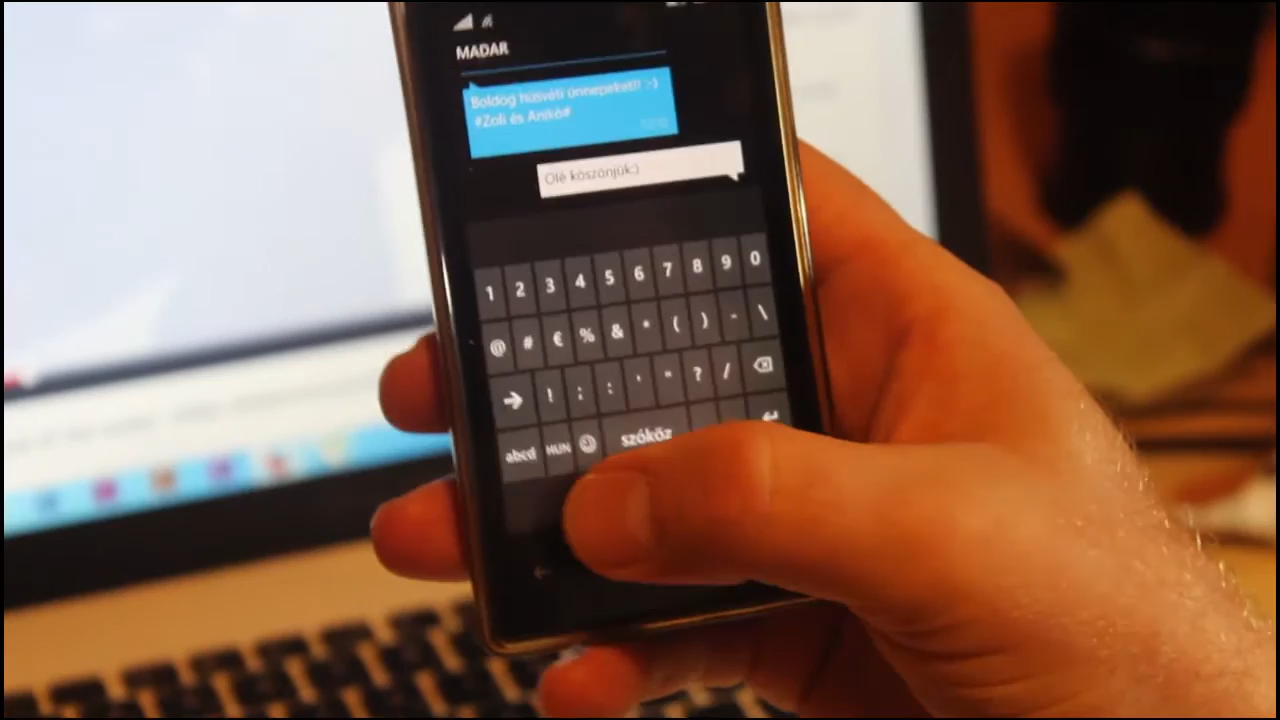 MADAR
Boldog húsvéti ünnepeket!! :-)
#Zoli és Anikó#
Olé köszönjük:)
1 2 3 4 5 6 7 8 9 0
@ # € % & * ( ) - \
! ; : ' " ? /
abcd HUN szóköz